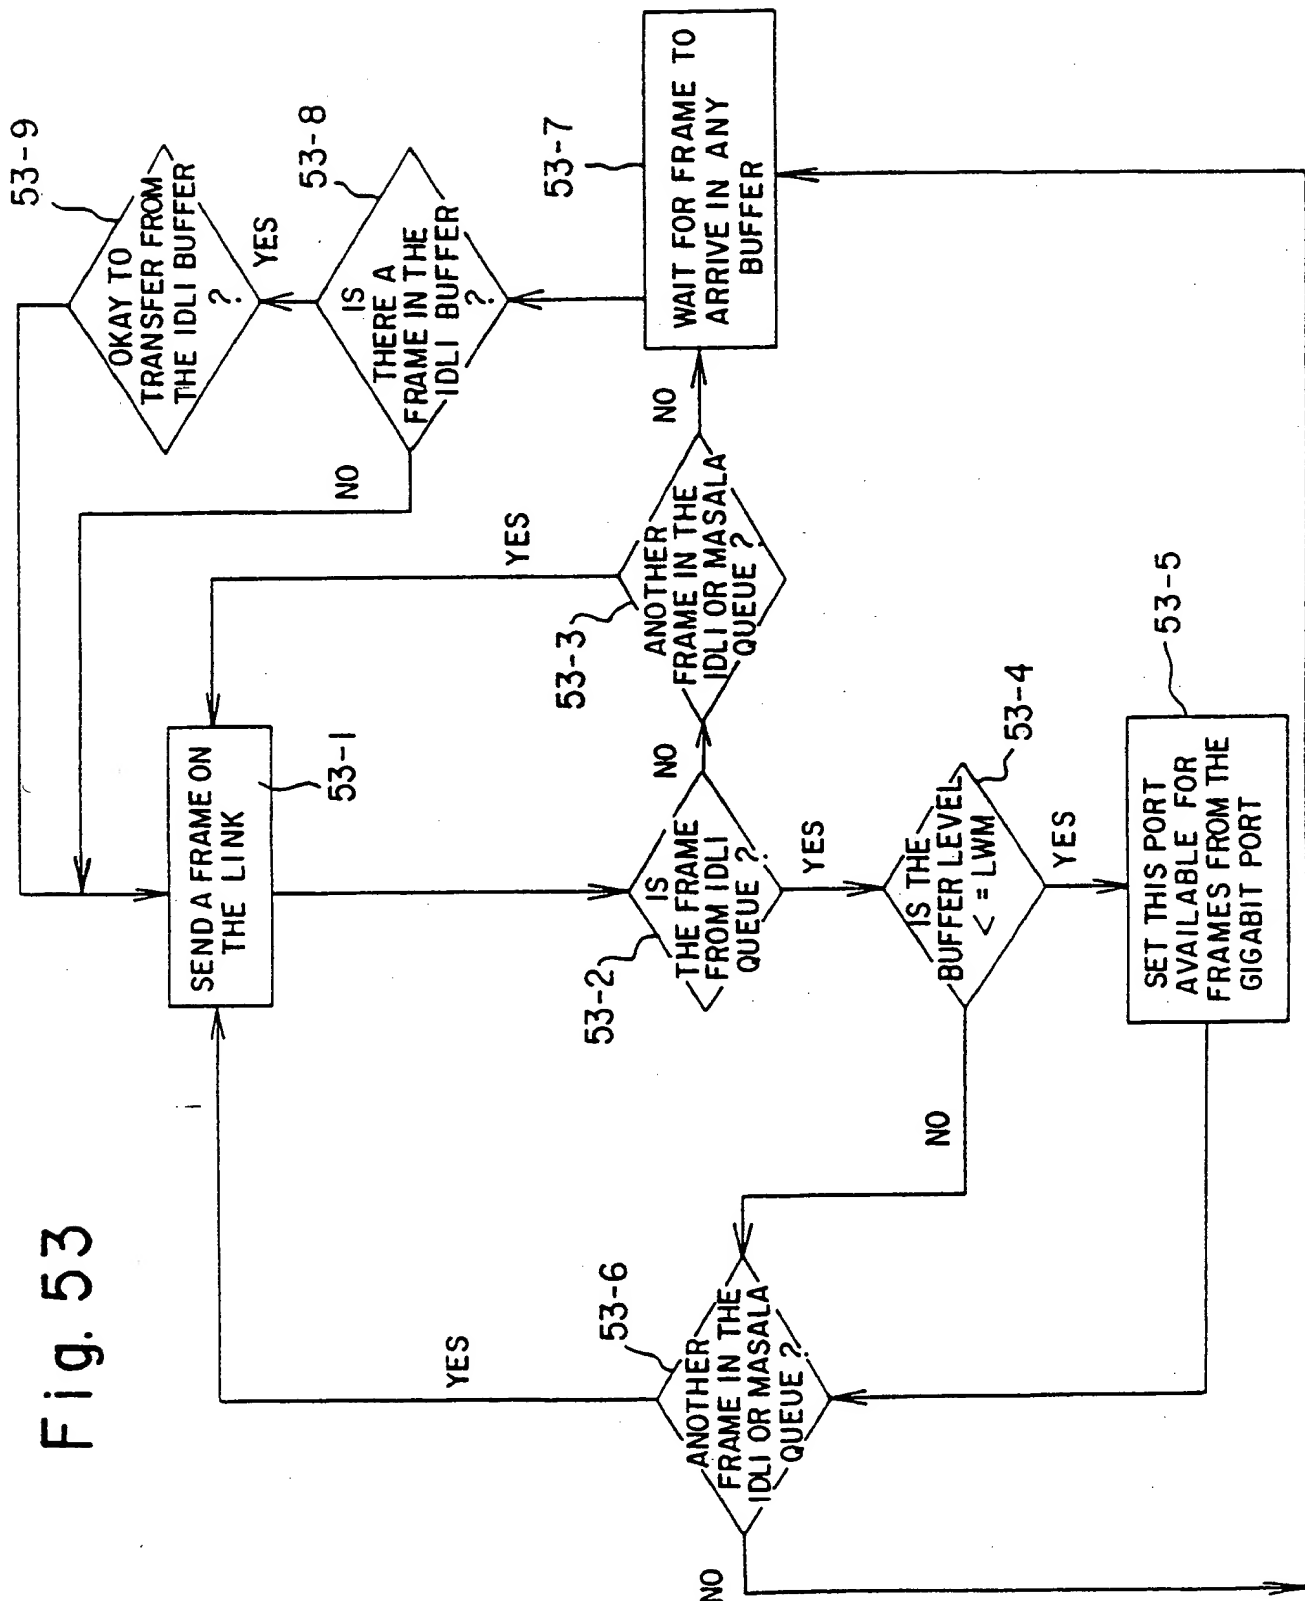 Fig. 53
SEND A FRAME ON
THE LINK
53-1
IS
THE FRAME
FROM IDLI
QUEUE ?
53-2
NO
YES
ANOTHER
FRAME IN THE
IDLI OR MASALA
QUEUE ?
53-3
YES
NO
IS THE
BUFFER LEVEL
< = LWM
53-4
NO
YES
SET THIS PORT
AVAILABLE FOR
FRAMES FROM THE
GIGABIT PORT
53-5
ANOTHER
FRAME IN THE
IDLI OR MASALA
QUEUE ?
53-6
YES
NO
WAIT FOR FRAME TO
ARRIVE IN ANY
BUFFER
53-7
IS
THERE A
FRAME IN THE
IDLI BUFFER
?
53-8
NO
YES
OKAY TO
TRANSFER FROM
THE IDLI BUFFER
?
53-9